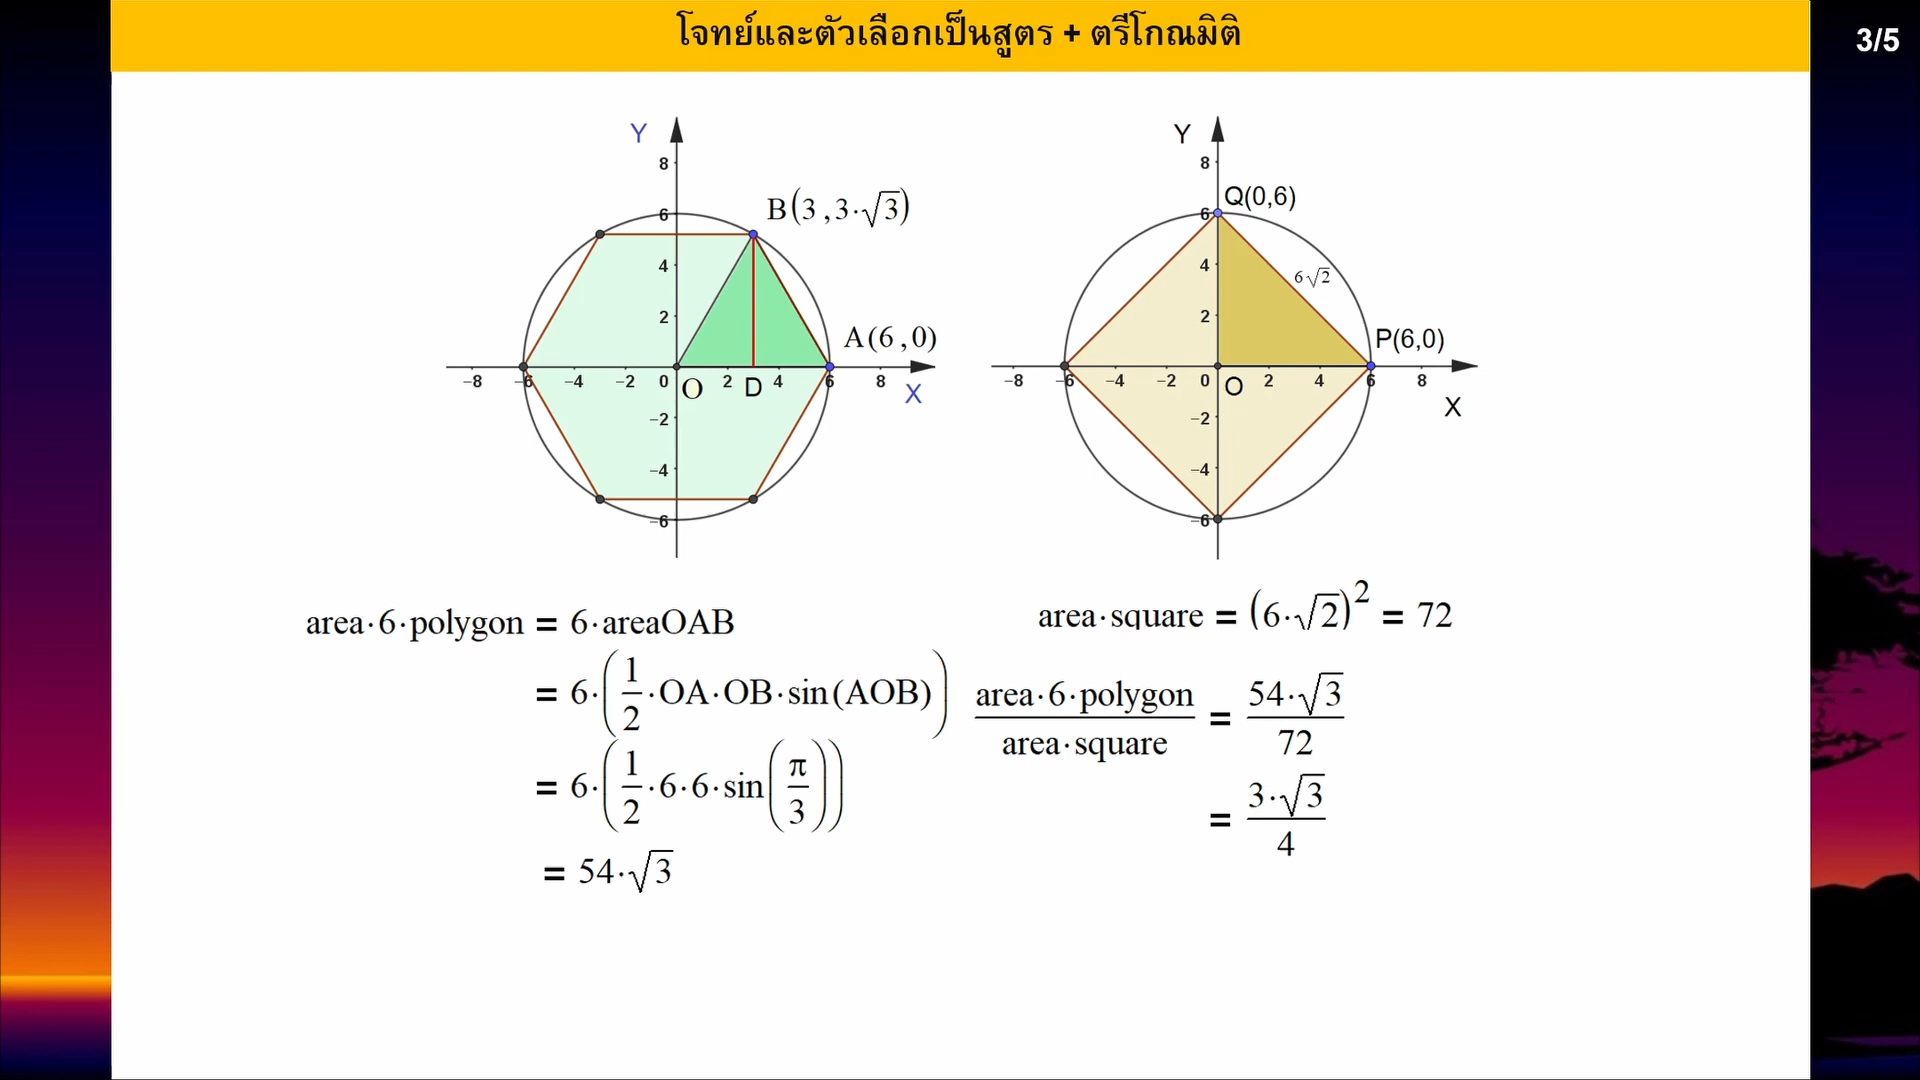 โจทย์และตัวเลือกเป็นสูตร + ตรีโกณมิติ
3/5
Y
8
6
4
2
−8 −6 −4 −2 0 2 4 6 8
−2
−4
−6
B(3 , 3·√3)
A(6 , 0)
O
D
X
Y
8
6
4
2
−8 −6 −4 −2 0 2 4 6 8
−2
−4
−6
Q(0,6)
6√2
P(6,0)
O
X
area·6·polygon = 6·areaOAB
= 6·(1/2·OA·OB·sin(AOB))
= 6·(1/2·6·6·sin(π/3))
= 54·√3
area·square = (6·√2)² = 72
area·6·polygon / area·square = 54·√3 / 72
= 3·√3 / 4